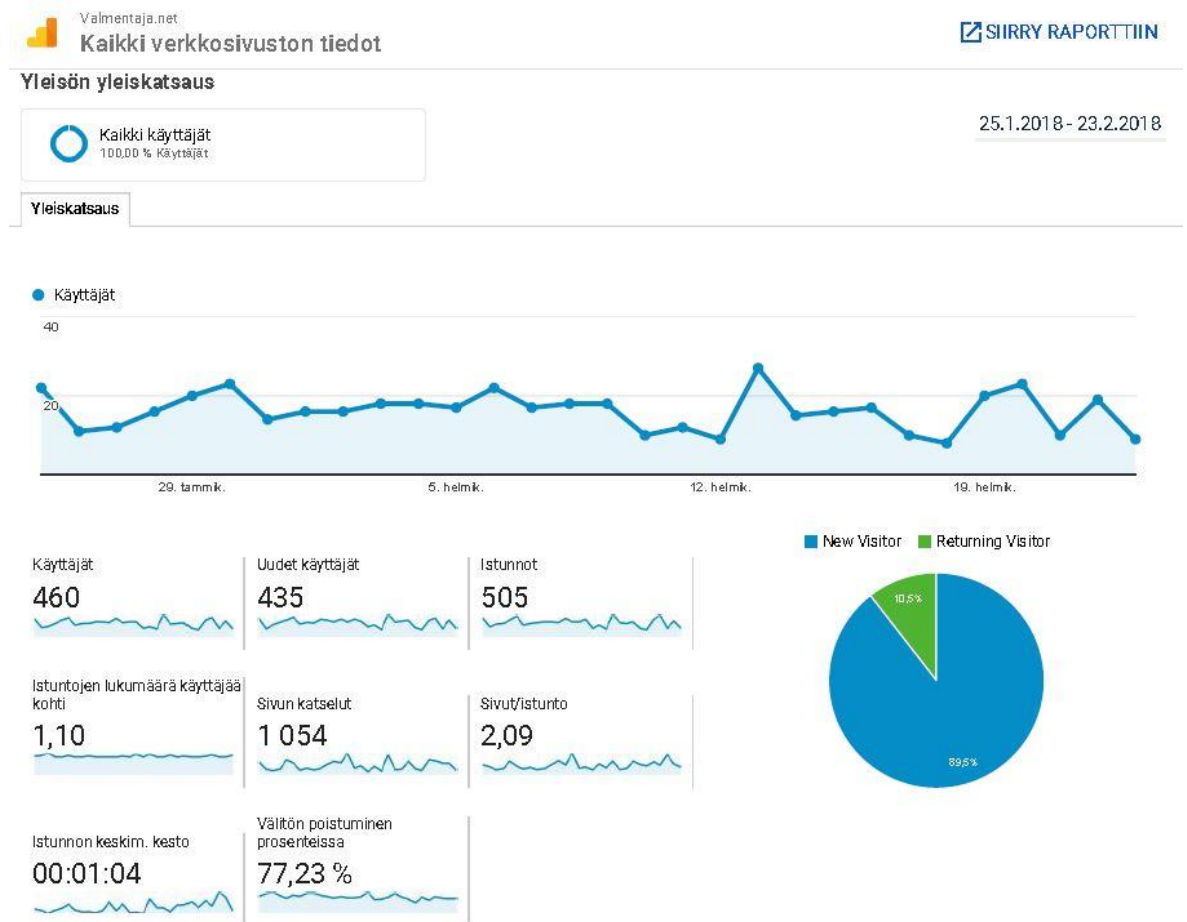 Valmentaja.net
Kaikki verkkosivuston tiedot
SIIRRY RAPORTTIIN
Yleisön yleiskatsaus
Kaikki käyttäjät
100,00 % Käyttäjät
25.1.2018 - 23.2.2018
Yleiskatsaus
Käyttäjät
40
20
29. tammik.
5. helmik.
12. helmik.
19. helmik.
New Visitor
Returning Visitor
10,5%
89,5%
Käyttäjät
460
Uudet käyttäjät
435
Istunnot
505
Istuntojen lukumäärä käyttäjää
kohti
1,10
Sivun katselut
1 054
Sivut/istunto
2,09
Istunnon keskim. kesto
00:01:04
Välitön poistuminen
prosenteissa
77,23 %